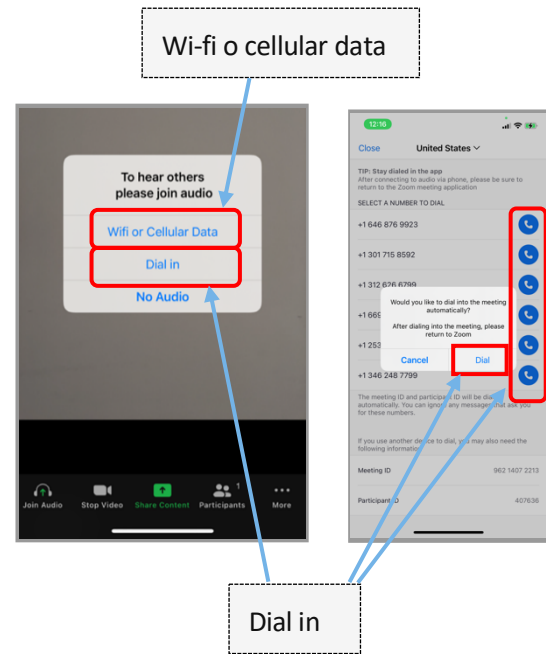 Wi-fi o cellular data
To hear others
please join audio
Wifi or Cellular Data
Dial in
No Audio
Join Audio
Stop Video
Share Content
1
Participants
More
12:16
Close
United States
TIP: Stay dialed in the app
After connecting to audio via phone, please be sure to
return to the Zoom meeting application
SELECT A NUMBER TO DIAL
+1 646 876 9923
+1 301 715 8592
+1 312 626 6799
+1 669
+1 253
+1 346 248 7799
Would you like to dial into the meeting
automatically?
After dialing into the meeting, please
return to Zoom
Cancel
Dial
The meeting ID and participant ID will be
automatically. You can ignore any messages that ask you
for these numbers.
If you use another device to dial, you may also need the
following information
Meeting ID
962 1407 2213
Participant ID
407636
Dial in